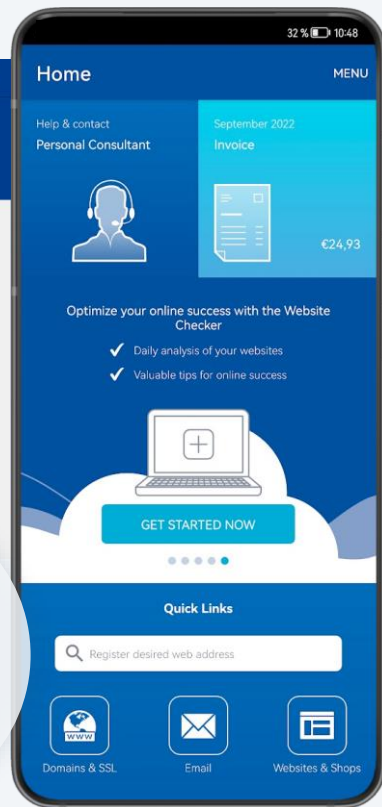 32 % 10:48
Home
MENU
Help & contact
Personal Consultant
September 2022
Invoice
€24,93
Optimize your online success with the Website
Checker
Daily analysis of your websites
Valuable tips for online success
GET STARTED NOW
Quick Links
Register desired web address
WWW
Domains & SSL
Email
Websites & Shops